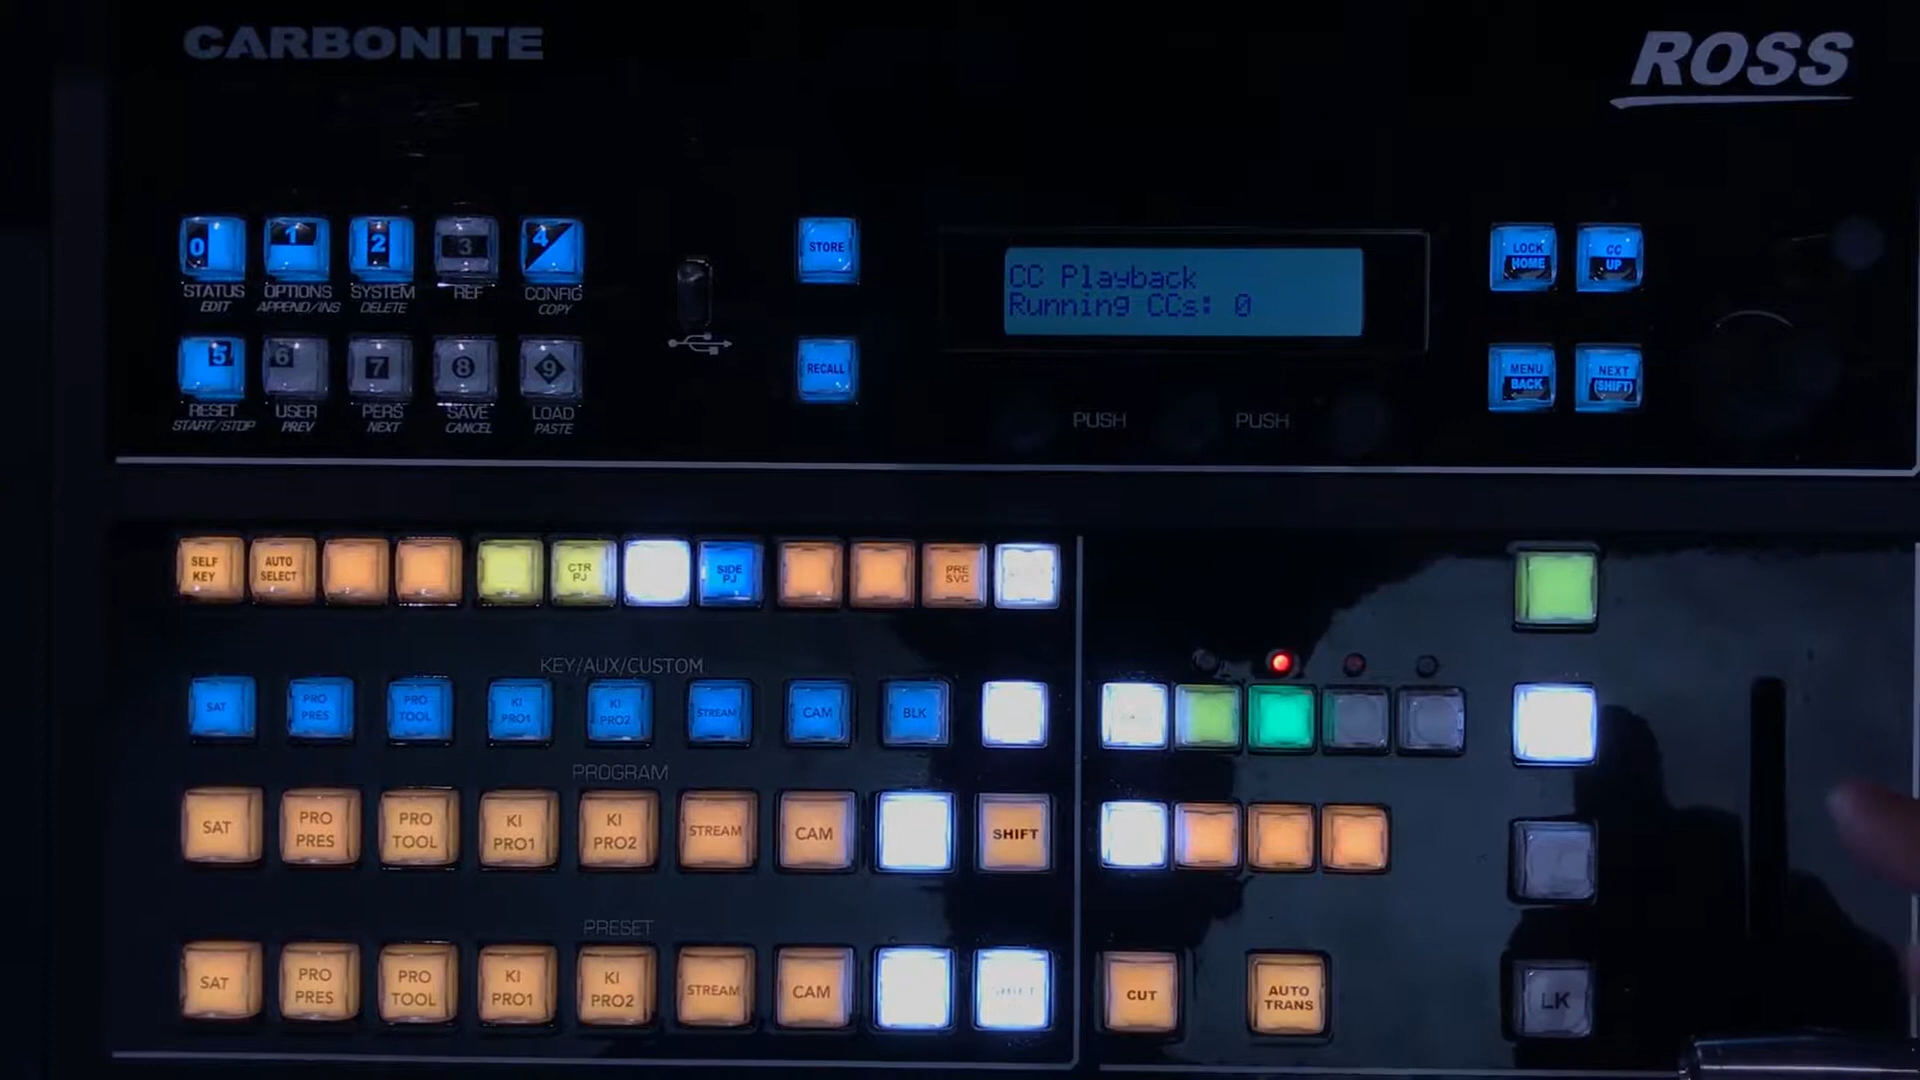 CARBONITE
ROSS
0 1 2 3 4
STATUS OPTIONS SYSTEM REF CONFIG
EDIT APPEND/INS DELETE COPY
5 6 7 8 9
RESET USER PERS SAVE LOAD
START/STOP PREV NEXT CANCEL PASTE
STORE
RECALL
CC Playback
Running CCs: 0
PUSH PUSH
LOCK HOME
CC UP
MENU BACK
NEXT (SHIFT)
SELF KEY
AUTO SELECT
CTR PJ
SIDE PJ
PRE SVC
KEY/AUX/CUSTOM
SAT PRO PRES PRO TOOL KI PRO1 KI PRO2 STREAM CAM BLK
PROGRAM
SAT PRO PRES PRO TOOL KI PRO1 KI PRO2 STREAM CAM SHIFT
PRESET
SAT PRO PRES PRO TOOL KI PRO1 KI PRO2 STREAM CAM SHIFT
CUT
AUTO TRANS
LK